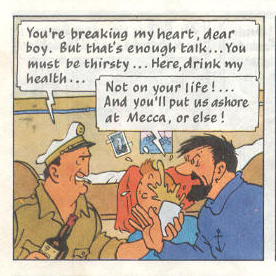 You're breaking my heart, dear
boy. But that's enough talk... You
must be thirsty... Here, drink my
health...
Not on your life!...
And you'll put us ashore
at Mecca, or else!